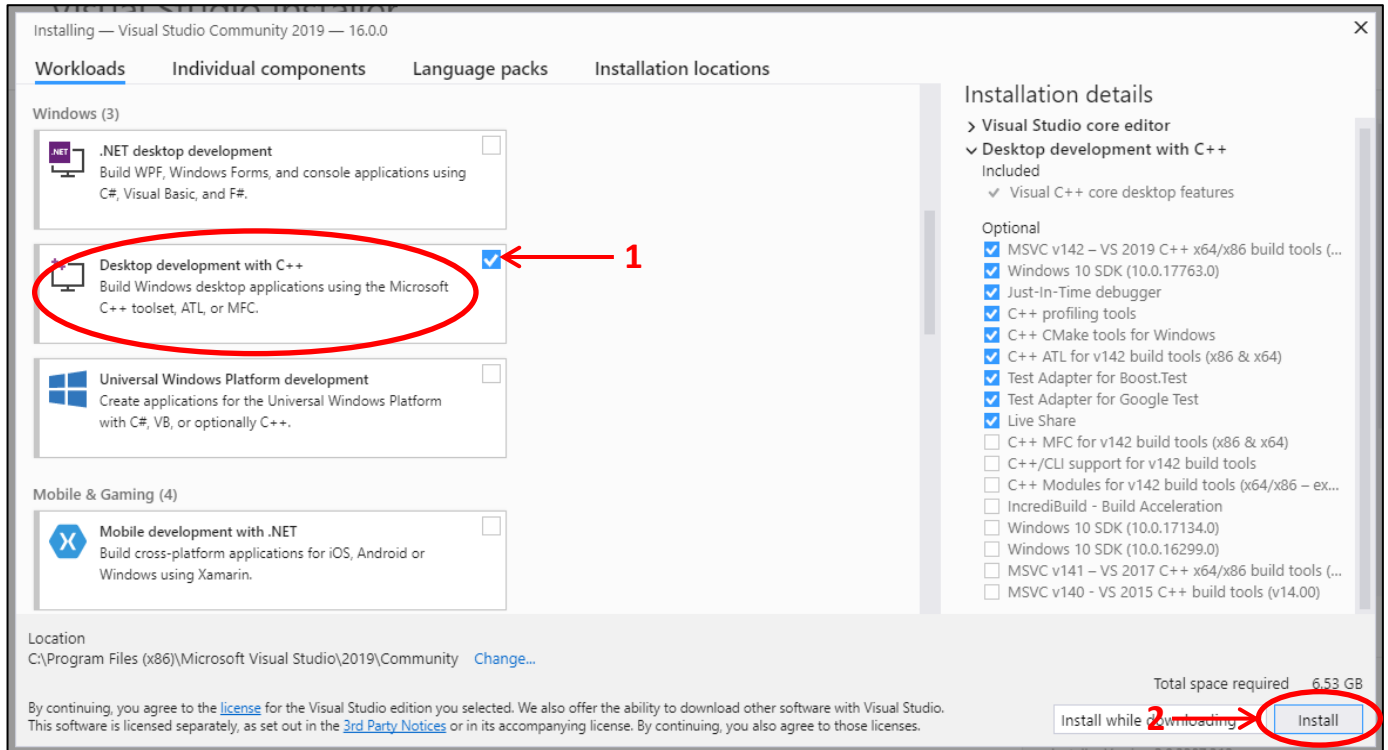 Visual Studio Installer
Installing — Visual Studio Community 2019 — 16.0.0
Workloads Individual components Language packs Installation locations
Windows (3)
.NET
.NET desktop development
Build WPF, Windows Forms, and console applications using
C#, Visual Basic, and F#.
Desktop development with C++
Build Windows desktop applications using the Microsoft
C++ toolset, ATL, or MFC.
1
Universal Windows Platform development
Create applications for the Universal Windows Platform
with C#, VB, or optionally C++.
Mobile & Gaming (4)
Mobile development with .NET
Build cross-platform applications for iOS, Android or
Windows using Xamarin.
Installation details
Visual Studio core editor
Desktop development with C++
Included
Visual C++ core desktop features
Optional
MSVC v142 – VS 2019 C++ x64/x86 build tools (...
Windows 10 SDK (10.0.17763.0)
Just-In-Time debugger
C++ profiling tools
C++ CMake tools for Windows
C++ ATL for v142 build tools (x86 & x64)
Test Adapter for Boost.Test
Test Adapter for Google Test
Live Share
C++ MFC for v142 build tools (x86 & x64)
C++/CLI support for v142 build tools
C++ Modules for v142 build tools (x64/x86 – ex...
IncrediBuild - Build Acceleration
Windows 10 SDK (10.0.17134.0)
Windows 10 SDK (10.0.16299.0)
MSVC v141 – VS 2017 C++ x64/x86 build tools (...
MSVC v140 - VS 2015 C++ build tools (v14.00)
Location
C:\Program Files (x86)\Microsoft Visual Studio\2019\Community Change...
Total space required 6.53 GB
By continuing, you agree to the license for the Visual Studio edition you selected. We also offer the ability to download other software with Visual Studio.
This software is licensed separately, as set out in the 3rd Party Notices or in its accompanying license. By continuing, you also agree to those licenses.
Install while downloading 2 Install